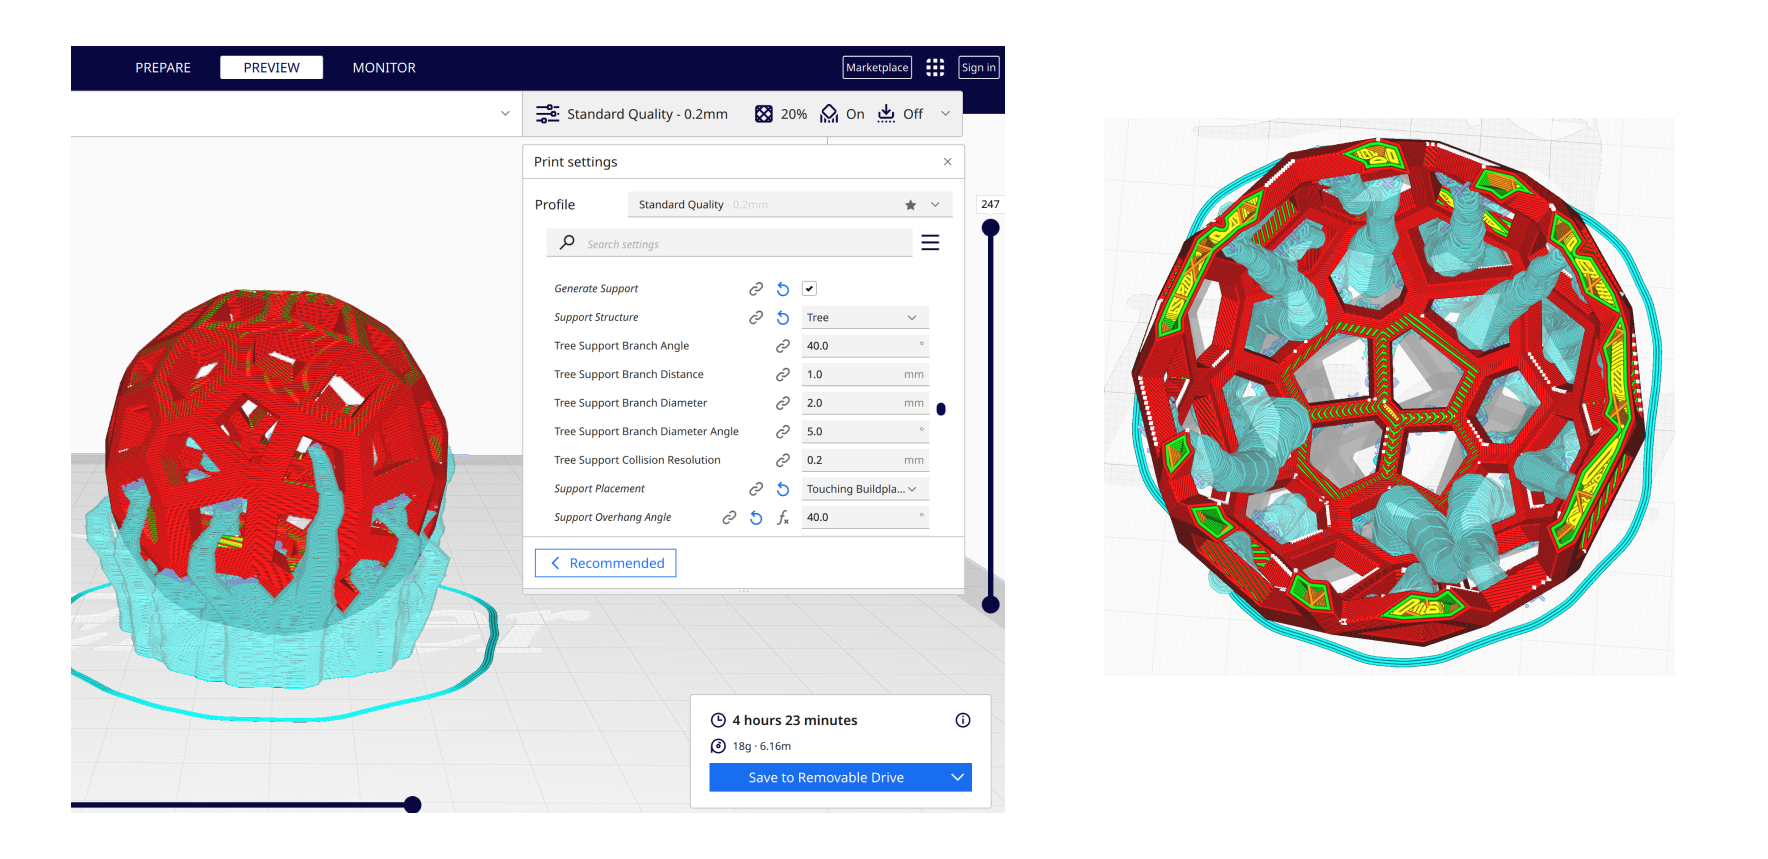 PREPARE PREVIEW MONITOR Marketplace Sign in
Standard Quality - 0.2mm 20% On Off
Print settings
Profile Standard Quality - 0.2mm
247
Search settings
Generate Support
Support Structure Tree
Tree Support Branch Angle 40.0 °
Tree Support Branch Distance 1.0 mm
Tree Support Branch Diameter 2.0 mm
Tree Support Branch Diameter Angle 5.0 °
Tree Support Collision Resolution 0.2 mm
Support Placement Touching Buildpla...
Support Overhang Angle 40.0 °
Recommended
4 hours 23 minutes
18g · 6.16m
Save to Removable Drive